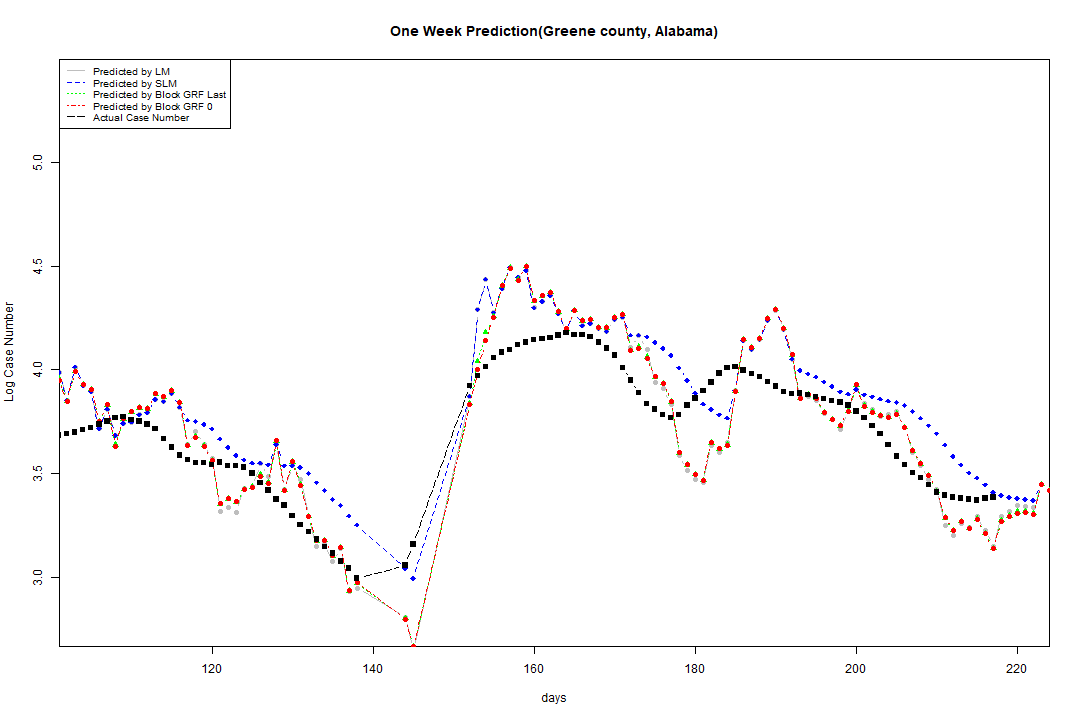 One Week Prediction(Greene county, Alabama)
Predicted by LM
Predicted by SLM
Predicted by Block GRF Last
Predicted by Block GRF 0
Actual Case Number
Log Case Number
5.0
4.5
4.0
3.5
3.0
120 140 160 180 200 220
days